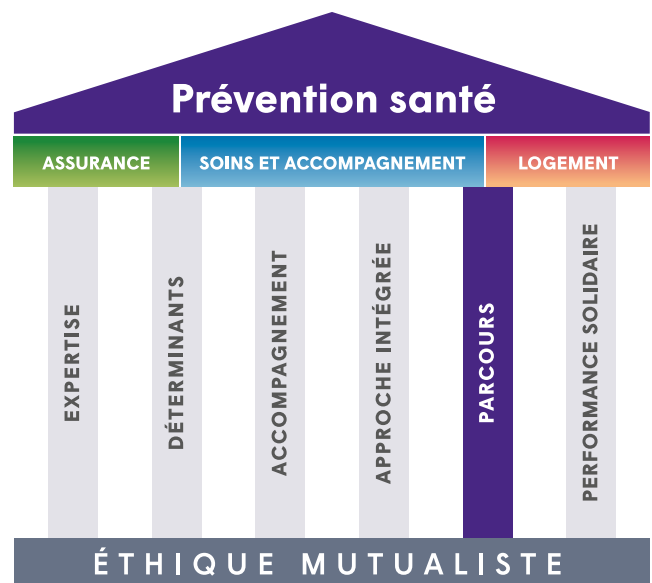 Prévention santé
ASSURANCE
SOINS ET ACCOMPAGNEMENT
LOGEMENT
EXPERTISE
DÉTERMINANTS
ACCOMPAGNEMENT
APPROCHE INTÉGRÉE
PARCOURS
PERFORMANCE SOLIDAIRE
ÉTHIQUE MUTUALISTE